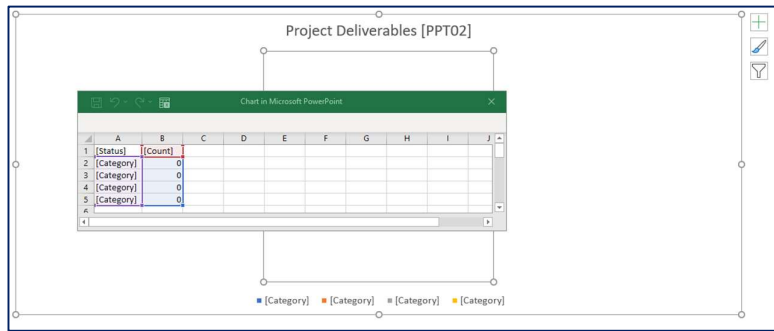 Project Deliverables [PPT02]
Chart in Microsoft PowerPoint
A B C D E F G H I J
1 [Status] [Count]
2 [Category] 0
3 [Category] 0
4 [Category] 0
5 [Category] 0
6
[Category] [Category] [Category] [Category]